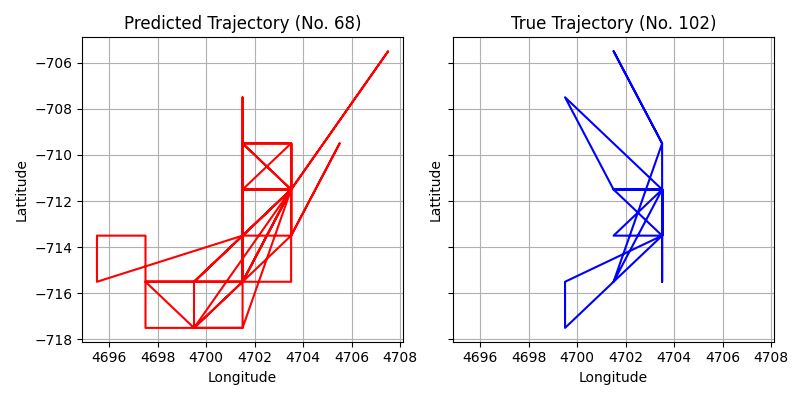 Predicted Trajectory (No. 68)
True Trajectory (No. 102)
Lattitude
−706
−708
−710
−712
−714
−716
−718
4696 4698 4700 4702 4704 4706 4708
Longitude
Lattitude
4696 4698 4700 4702 4704 4706 4708
Longitude